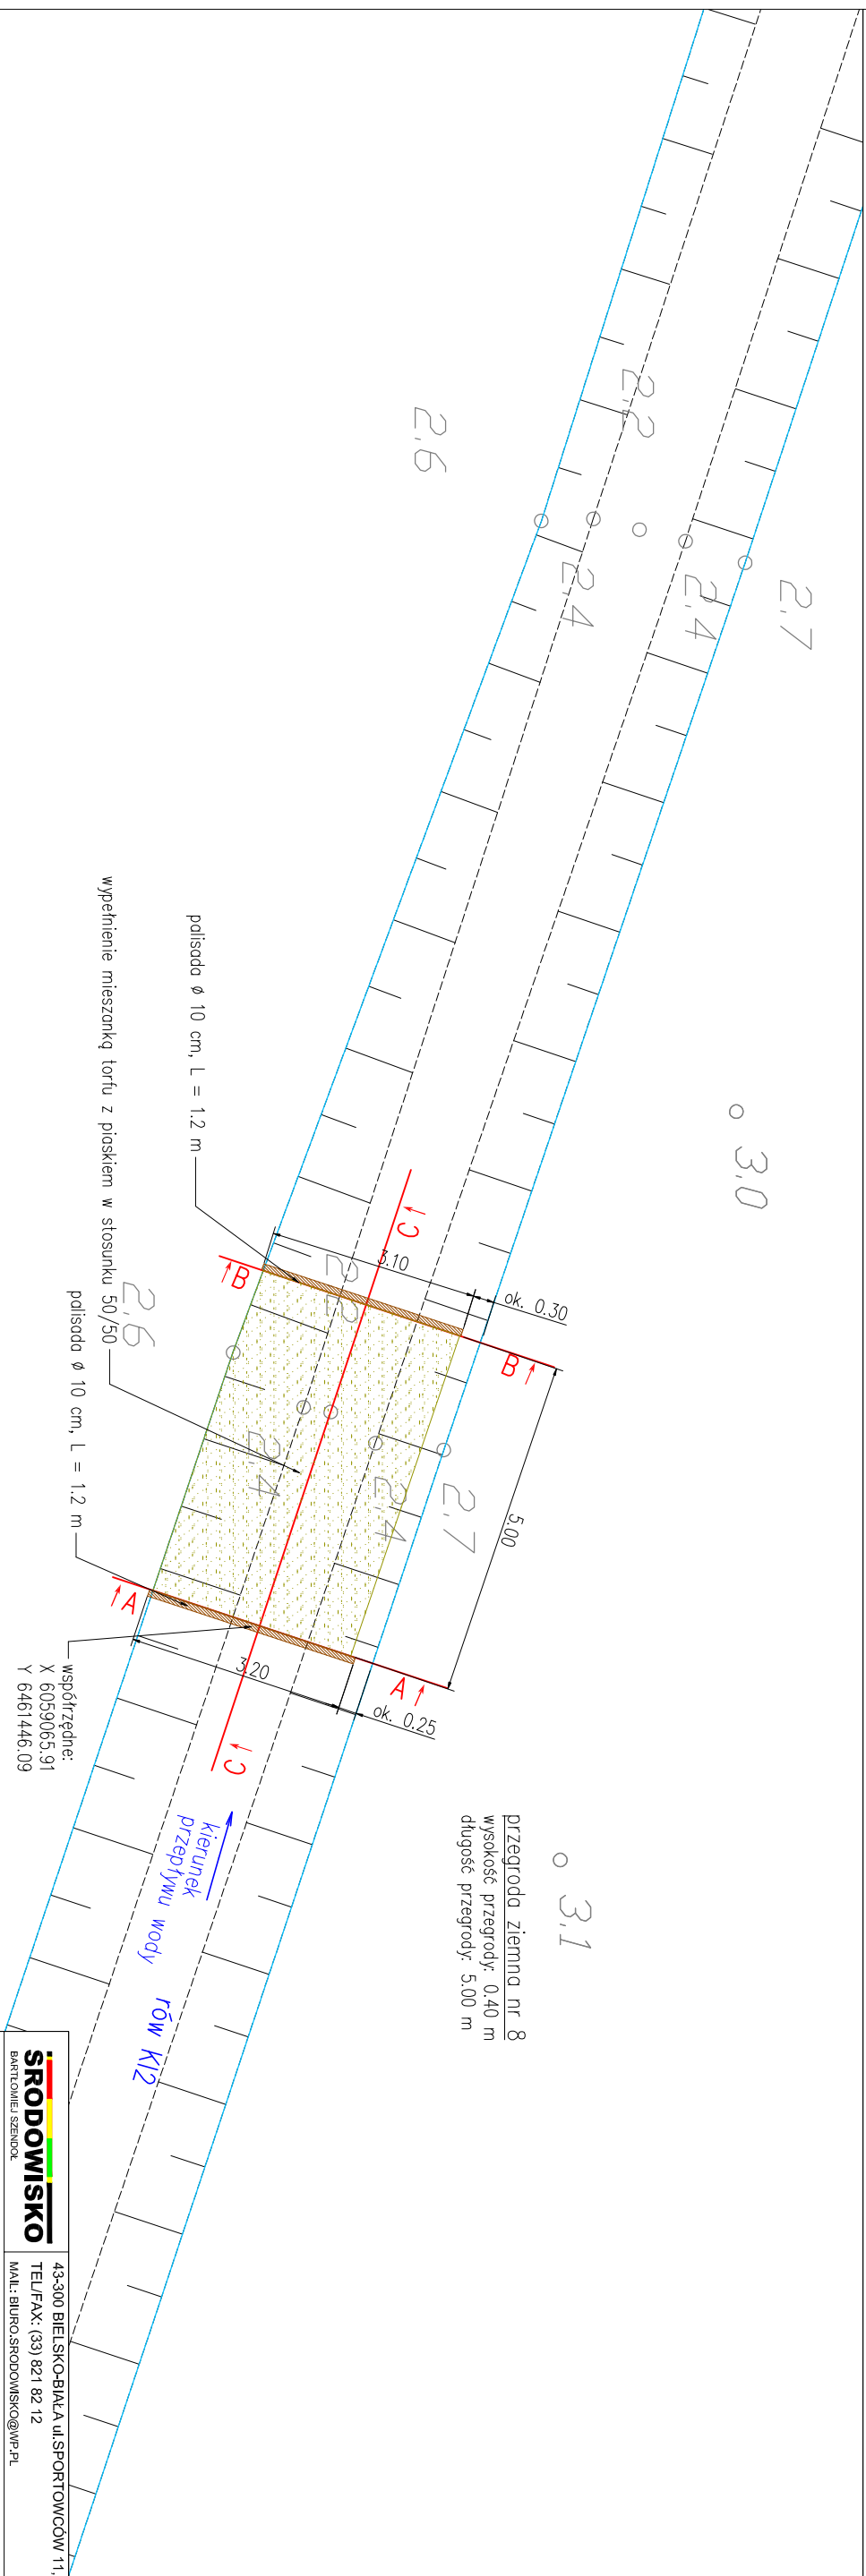 2.6
2.2
2.4
2.4
2.7
3.0
palisada ø 10 cm, L = 1.2 m
wypełnienie mieszanką torfu z piaskiem w stosunku 50/50
palisada ø 10 cm, L = 1.2 m
C
3.10
ok. 0.30
B
B
2.2
2.6
2.4
2.4
2.7
5.00
A
A
3.20
ok. 0.25
C
współrzędne:
X 6059065.91
Y 6461446.09
kierunek
przepływu wody
rów K12
przegroda ziemna nr 8
wysokość przegrody: 0.40 m
długość przegrody: 5.00 m
3.1
ŚRODOWISKO
BARTŁOMIEJ SZENDOŁ
43-300 BIELSKO-BIAŁA ul.SPORTOWCÓW 11,
TEL/FAX: (33) 821 82 12
MAIL: BIURO.SRODOWISKO@WP.PL